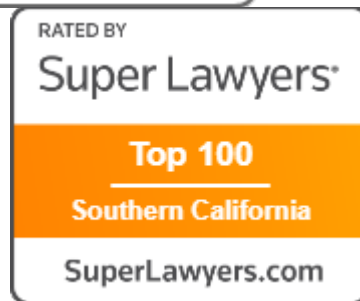 RATED BY
Super Lawyers®
Top 100
Southern California
SuperLawyers.com